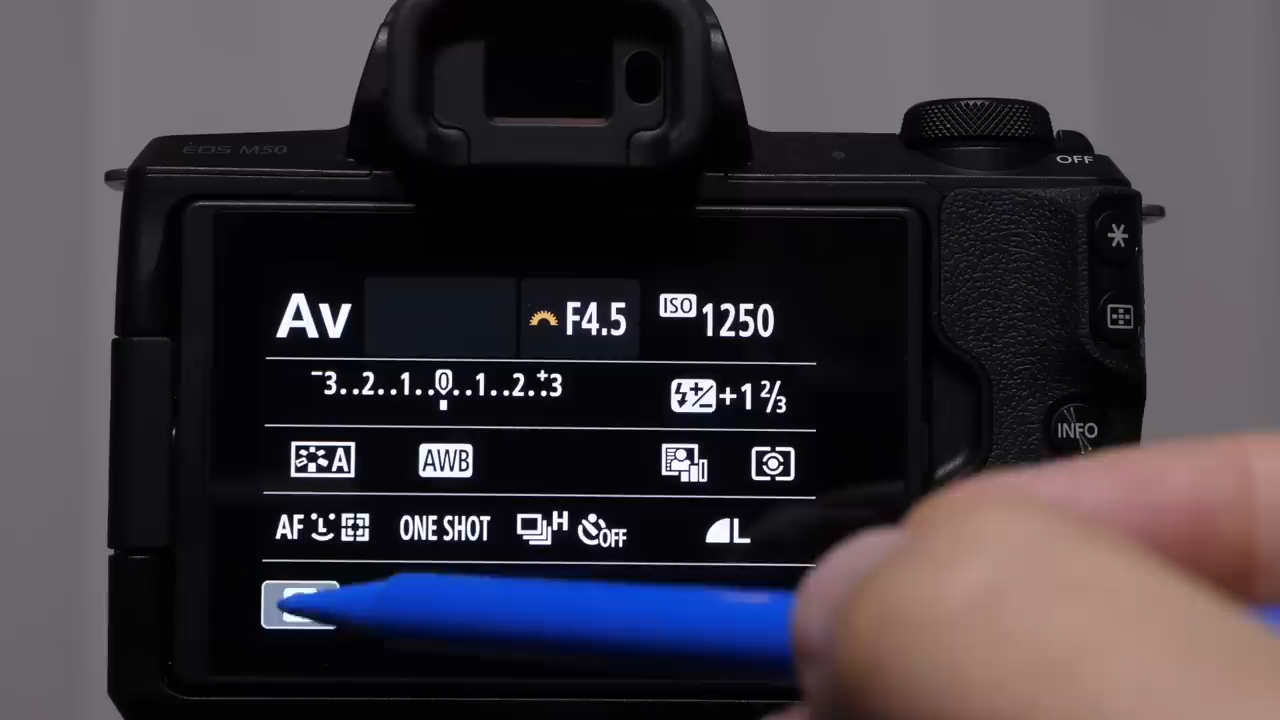 EOS M50
OFF
Av F4.5 ISO 1250
-3..2..1..0..1..2..+3 +1 2/3
A AWB
AF ONE SHOT H OFF L
INFO